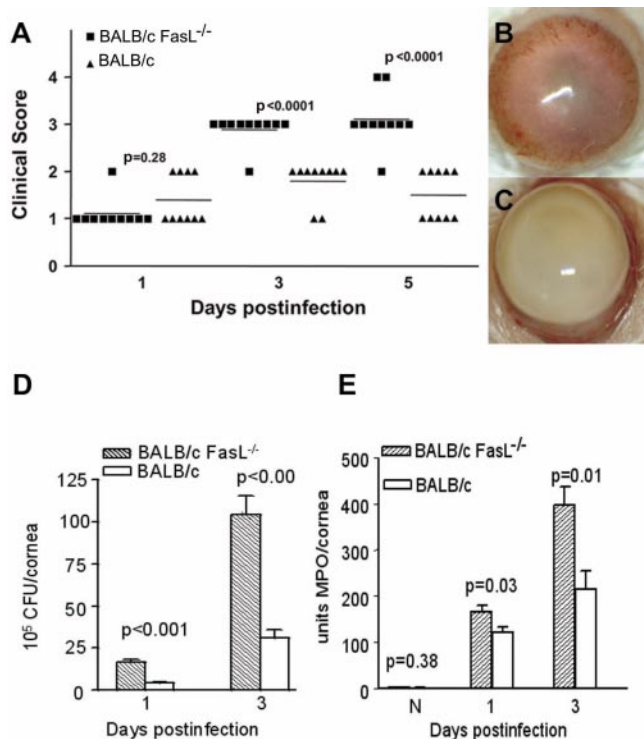 A
BALB/c FasL-/-
BALB/c
Clinical Score
4
3
2
1
0
p=0.28
p<0.0001
p<0.0001
1 3 5
Days postinfection
B
C
D
BALB/c FasL-/-
BALB/c
10^5 CFU/cornea
125
100
75
50
25
0
p<0.001
p<0.00
1 3
Days postinfection
E
BALB/c FasL-/-
BALB/c
units MPO/cornea
500
400
300
200
100
0
p=0.38
p=0.03
p=0.01
N 1 3
Days postinfection